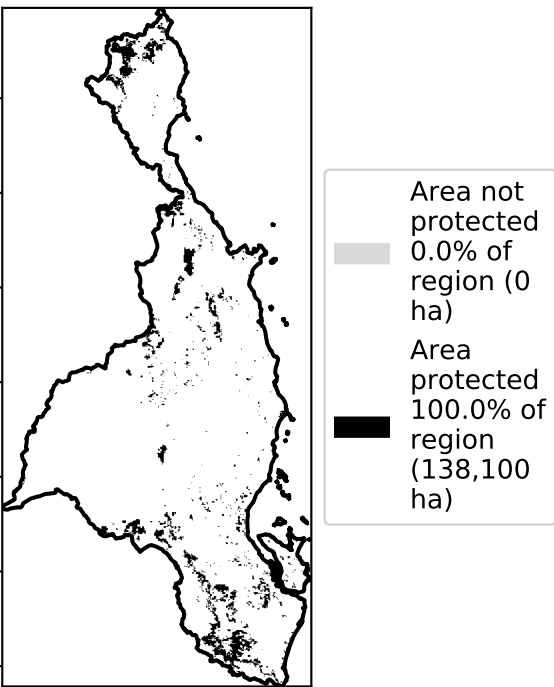 Area not
protected
0.0% of
region (0
ha)
Area
protected
100.0% of
region
(138,100
ha)